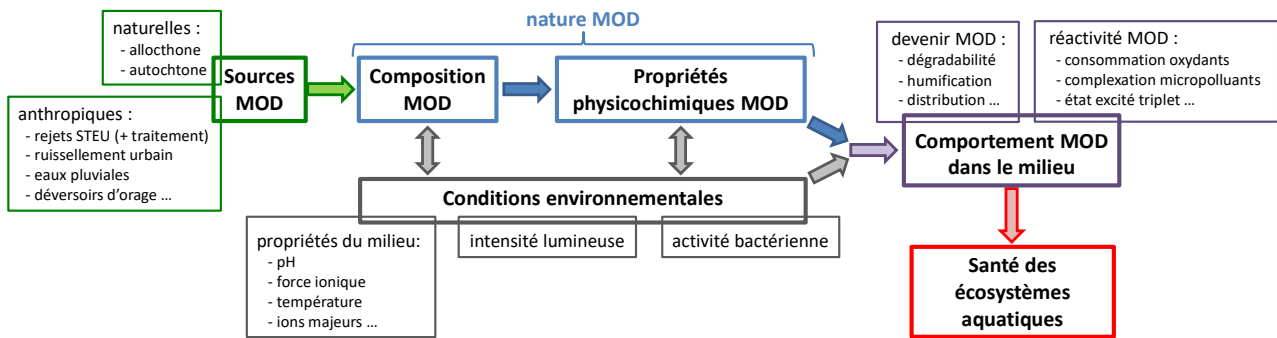 nature MOD
naturelles :
- allocthone
- autochtone
Sources
MOD
anthropiques :
- rejets STEU (+ traitement)
- ruissellement urbain
- eaux pluviales
- déversoirs d'orage ...
Composition
MOD
Propriétés
physicochimiques MOD
Conditions environnementales
propriétés du milieu:
- pH
- force ionique
- température
- ions majeurs ...
intensité lumineuse
activité bactérienne
devenir MOD :
- dégradabilité
- humification
- distribution ...
réactivité MOD :
- consommation oxydants
- complexation micropolluants
- état excité triplet ...
Comportement MOD
dans le milieu
Santé des
écosystèmes
aquatiques